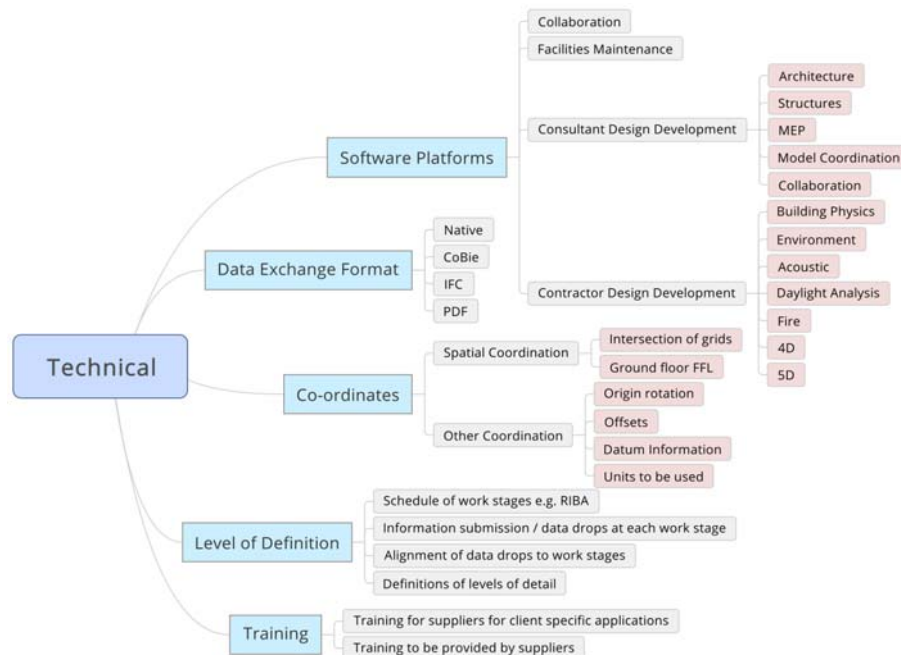 Technical
Software Platforms
Collaboration
Facilities Maintenance
Consultant Design Development
Architecture
Structures
MEP
Model Coordination
Collaboration
Contractor Design Development
Building Physics
Environment
Acoustic
Daylight Analysis
Fire
4D
5D
Data Exchange Format
Native
CoBie
IFC
PDF
Co-ordinates
Spatial Coordination
Intersection of grids
Ground floor FFL
Other Coordination
Origin rotation
Offsets
Datum Information
Units to be used
Level of Definition
Schedule of work stages e.g. RIBA
Information submission / data drops at each work stage
Alignment of data drops to work stages
Definitions of levels of detail
Training
Training for suppliers for client specific applications
Training to be provided by suppliers